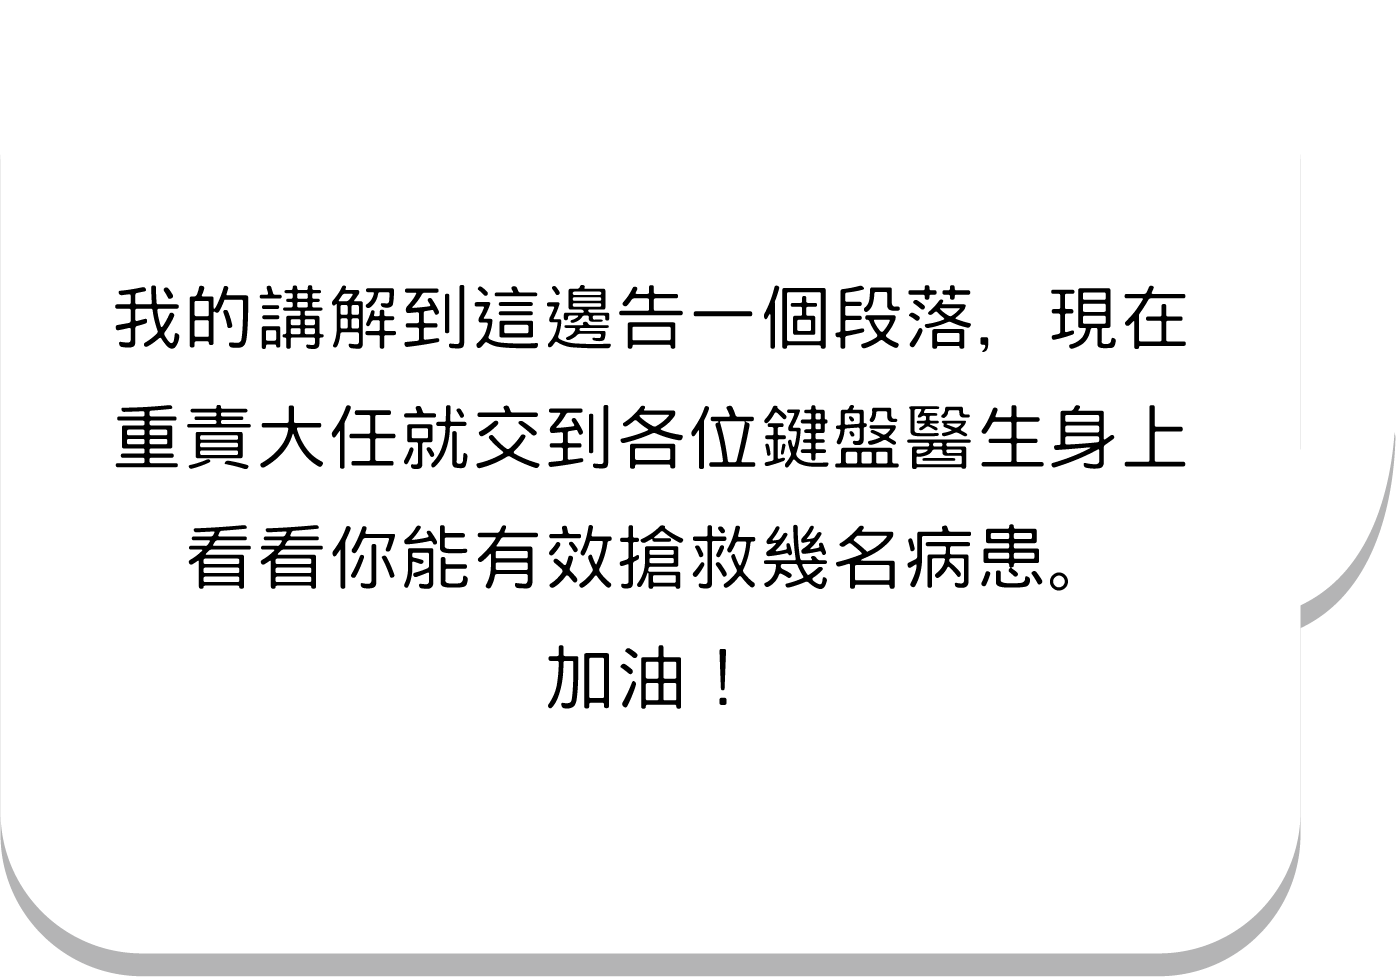 我的講解到這邊告一個段落，現在
重責大任就交到各位鍵盤醫生身上
看看你能有效搶救幾名病患。
加油！